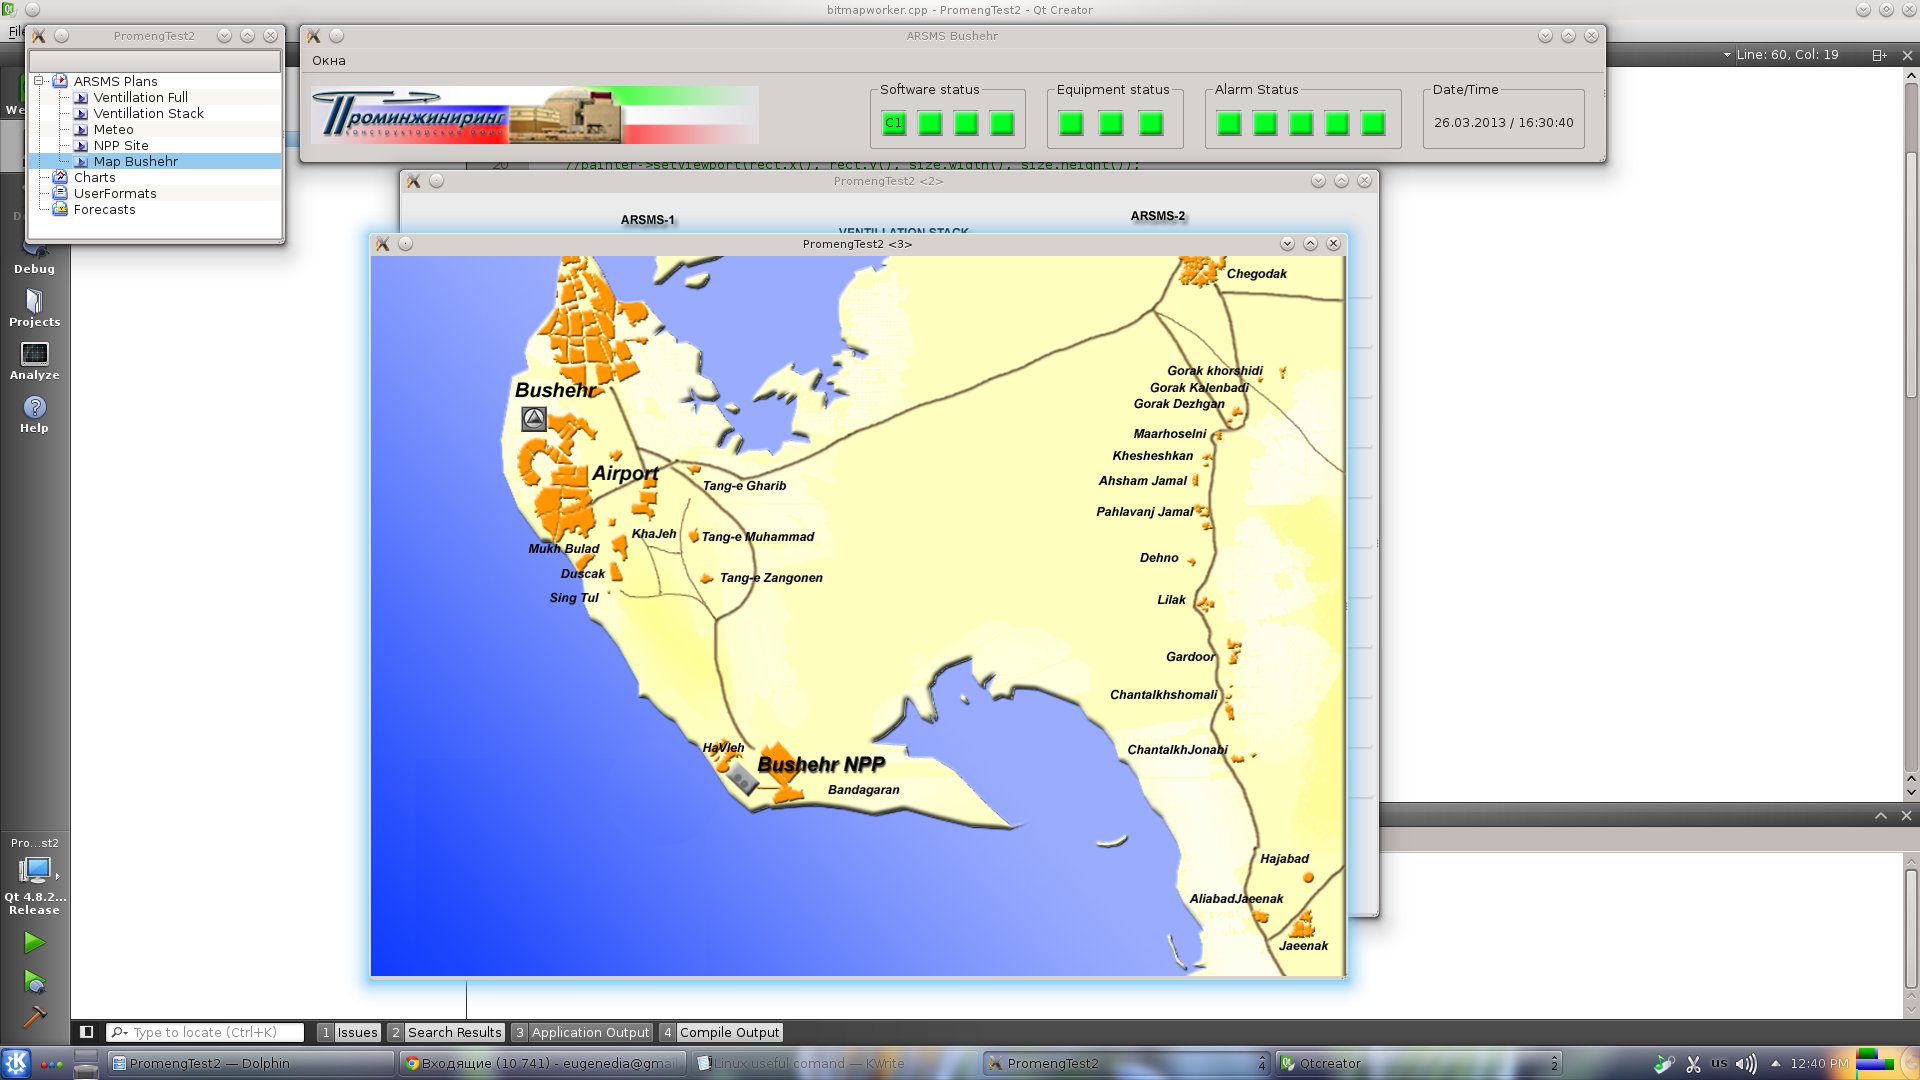 bitmapworker.cpp - PromengTest2 - Qt Creator
PromengTest2
ARSMS Bushehr
Line: 60, Col: 19
Окна
ARSMS Plans
Ventillation Full
Ventillation Stack
Meteo
NPP Site
Map Bushehr
Charts
UserFormats
Forecasts
Проминжиниринг
Конструкторское бюро
Software status
C1
Equipment status
Alarm Status
Date/Time
26.03.2013 / 16:30:40
20 //painter->setViewport(rect.x(), rect.y(), size.width(), size.height());
PromengTest2 <2>
ARSMS-1
ARSMS-2
VENTILLATION STACK
PromengTest2 <3>
Chegodak
Gorak khorshidi
Gorak Kalenbadi
Gorak Dezhgan
Bushehr
Maarhoselni
Khesheshkan
Airport
Ahsham Jamal
Tang-e Gharib
Pahlavanj Jamal
KhaJeh
Tang-e Muhammad
Mukh Bulad
Dehno
Duscak
Tang-e Zangonen
Sing Tul
Lilak
Gardoor
Chantalkhshomali
HaVleh
ChantalkhJonabi
Bushehr NPP
Bandagaran
Hajabad
AliabadJaeenak
Jaeenak
Debug
Projects
Analyze
Help
Pro...st2
Qt 4.8.2...
Release
Type to locate (Ctrl+K)
1 Issues
2 Search Results
3 Application Output
4 Compile Output
PromengTest2 — Dolphin
Входящие (10 741) - eugenedia@gmai
Linux useful comand — KWrite
PromengTest2 4
Qtcreator 2
us
12:40 PM